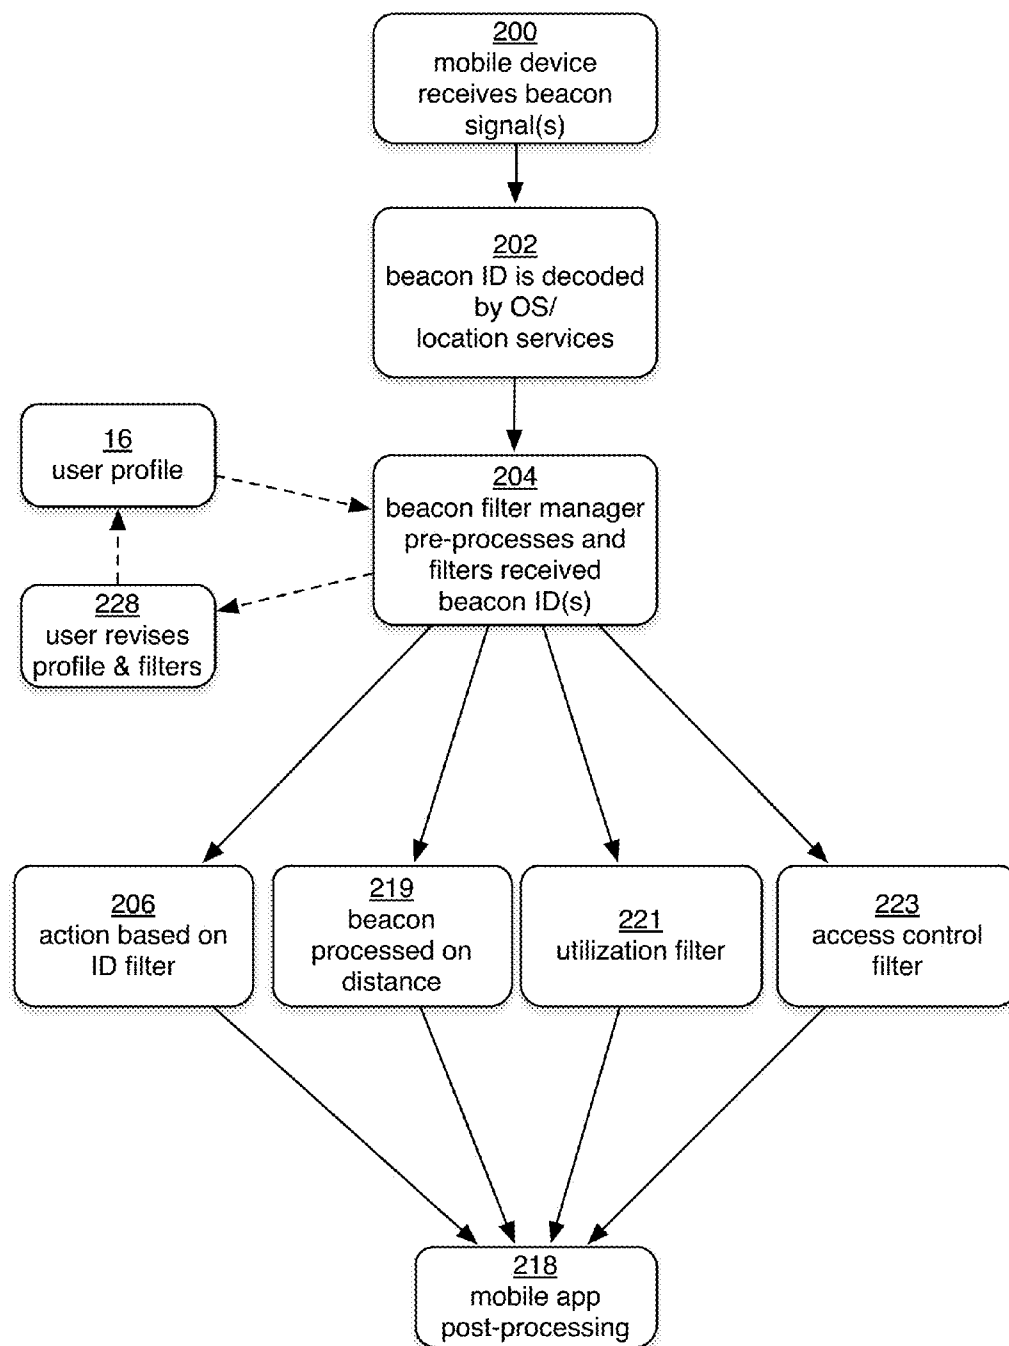 200
mobile device
receives beacon
signal(s)
202
beacon ID is decoded
by OS/
location services
16
user profile
204
beacon filter manager
pre-processes and
filters received
beacon ID(s)
228
user revises
profile & filters
206
action based on
ID filter
219
beacon
processed on
distance
221
utilization filter
223
access control
filter
218
mobile app
post-processing